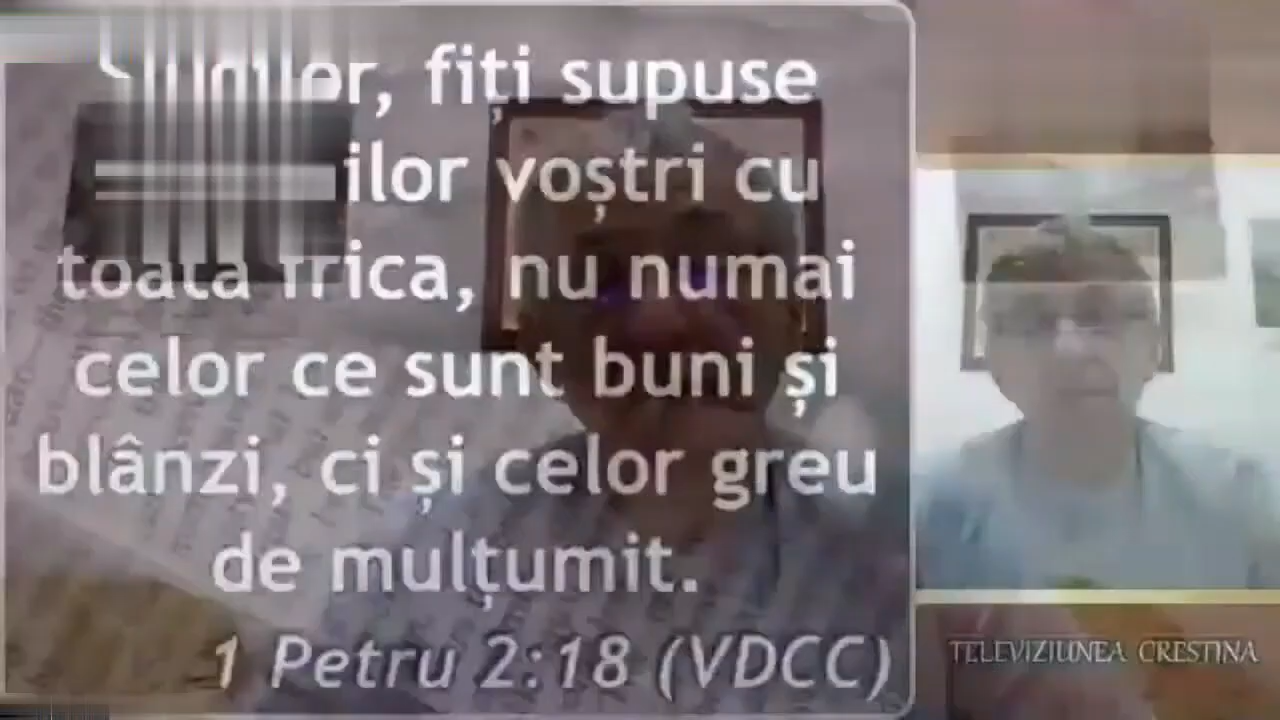 fiți supuse
voștri cu
toată frica, nu numai
celor ce sunt buni și
blânzi, ci și celor greu
de mulțumit.
1 Petru 2:18 (VDCC)
TELEVIZIUNEA CRESTINA